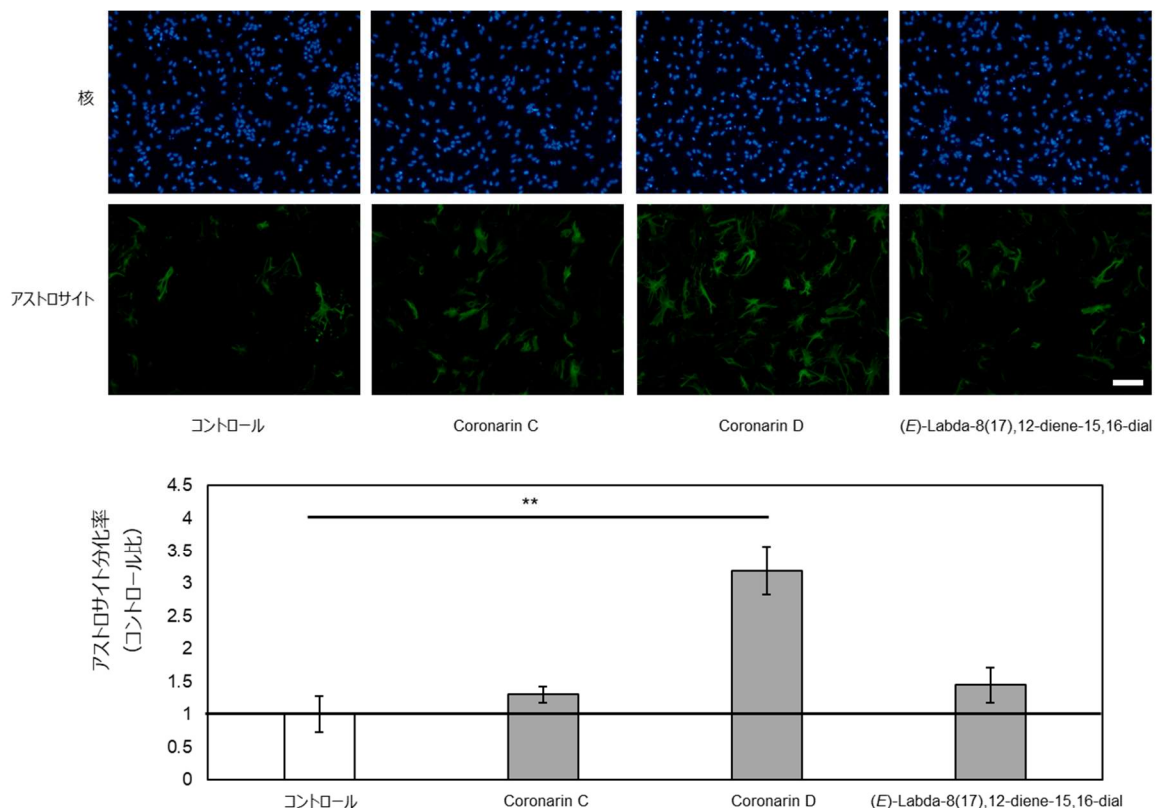 核
アストロサイト
コントロール
Coronarin C
Coronarin D
(E)-Labda-8(17),12-diene-15,16-dial
アストロサイト分化率
(コントロール比)
4.5
4
3.5
3
2.5
2
1.5
1
0.5
0
**
コントロール
Coronarin C
Coronarin D
(E)-Labda-8(17),12-diene-15,16-dial